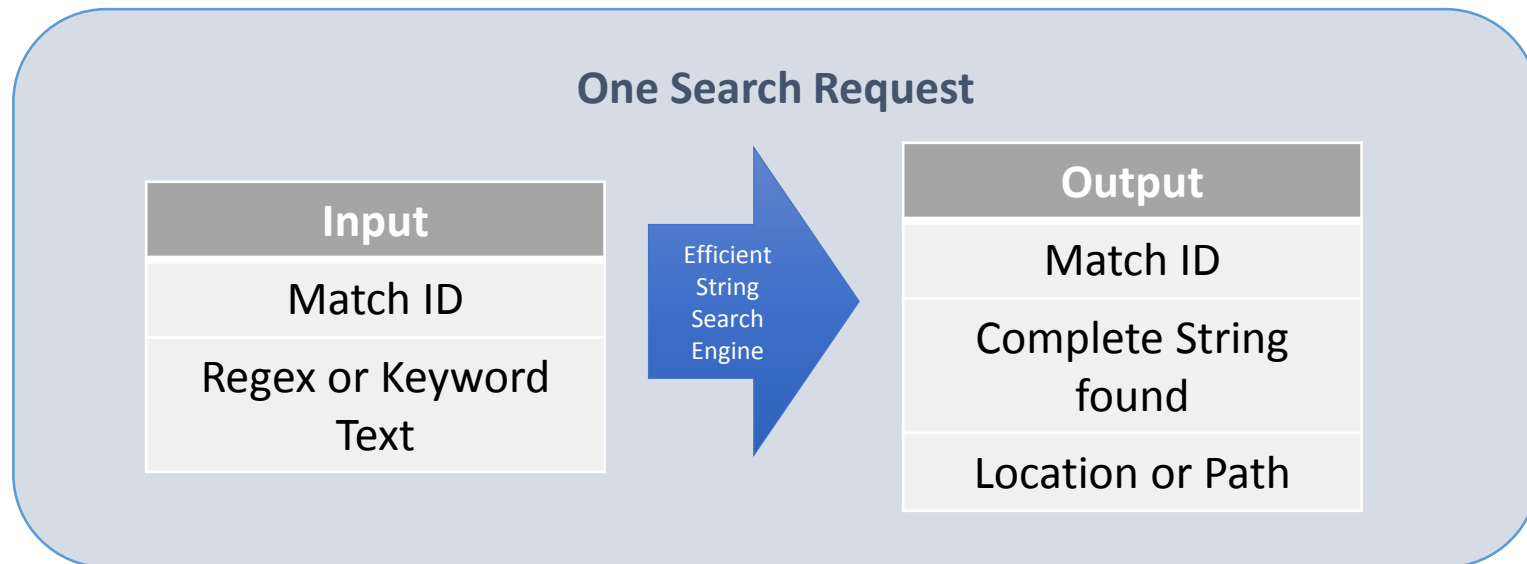 One Search Request
Input
Match ID
Regex or Keyword
Text
Efficient
String
Search
Engine
Output
Match ID
Complete String
found
Location or Path